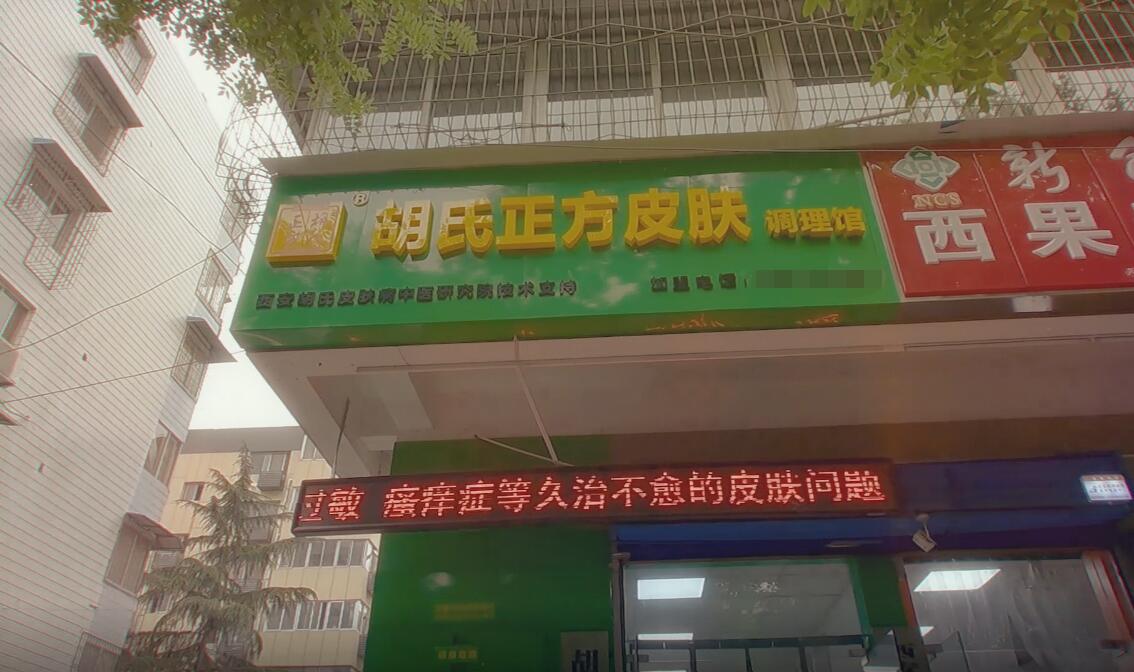 ®
胡氏正方皮肤 调理馆
西安胡氏皮肤病中医研究院技术支持 加盟电话:
NCS
新
西果
过敏 瘙痒症等久治不愈的皮肤问题
胡